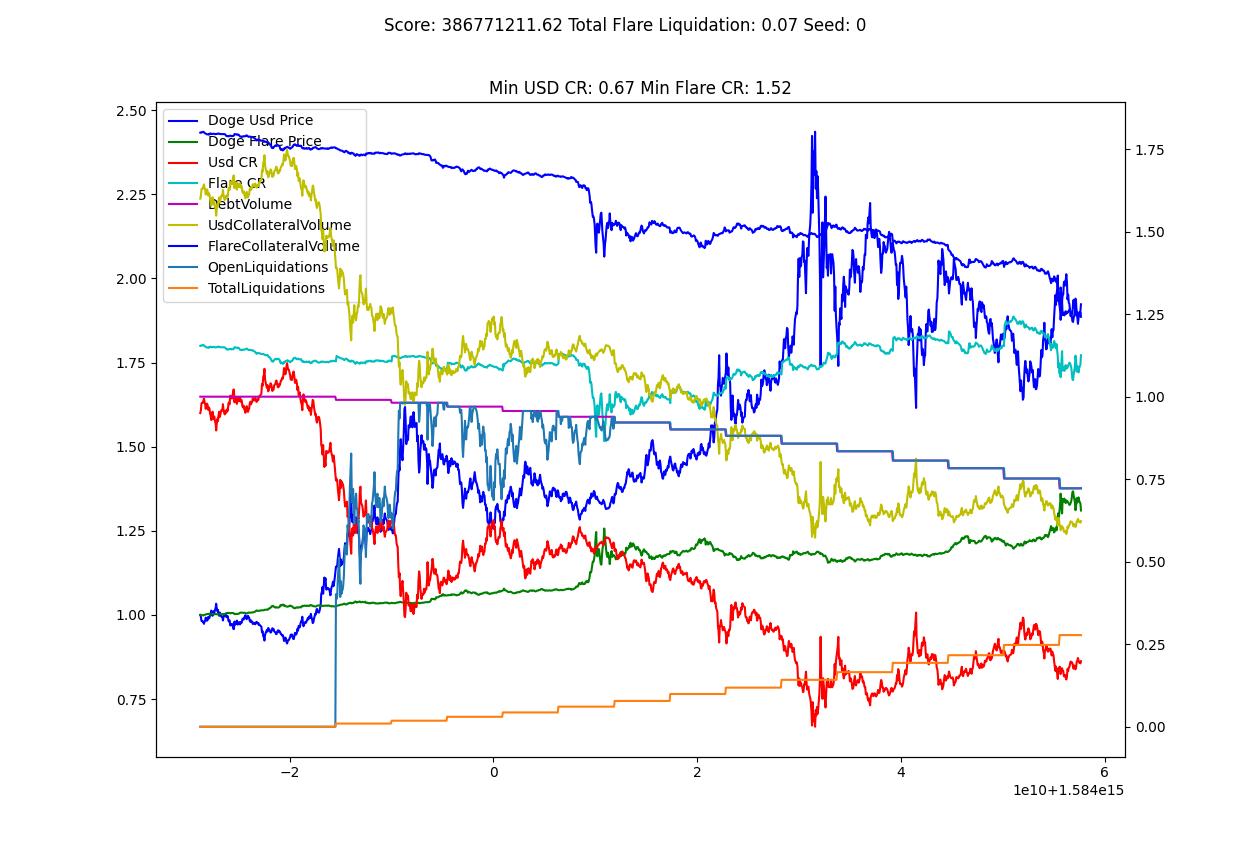 Score: 386771211.62 Total Flare Liquidation: 0.07 Seed: 0
Min USD CR: 0.67 Min Flare CR: 1.52
Doge Usd Price
Doge Flare Price
Usd CR
Flare CR
DebtVolume
UsdCollateralVolume
FlareCollateralVolume
OpenLiquidations
TotalLiquidations
2.50
2.25
2.00
1.75
1.50
1.25
1.00
0.75
1.75
1.50
1.25
1.00
0.75
0.50
0.25
0.00
−2
0
2
4
6
1e10+1.584e15